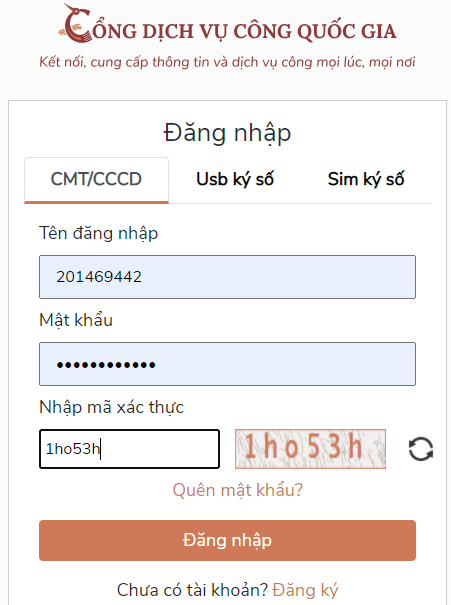 CỔNG DỊCH VỤ CÔNG QUỐC GIA
Kết nối, cung cấp thông tin và dịch vụ công mọi lúc, mọi nơi
Đăng nhập
CMT/CCCD Usb ký số Sim ký số
Tên đăng nhập
201469442
Mật khẩu
••••••••••••
Nhập mã xác thực
1ho53h 1ho53h
Quên mật khẩu?
Đăng nhập
Chưa có tài khoản? Đăng ký